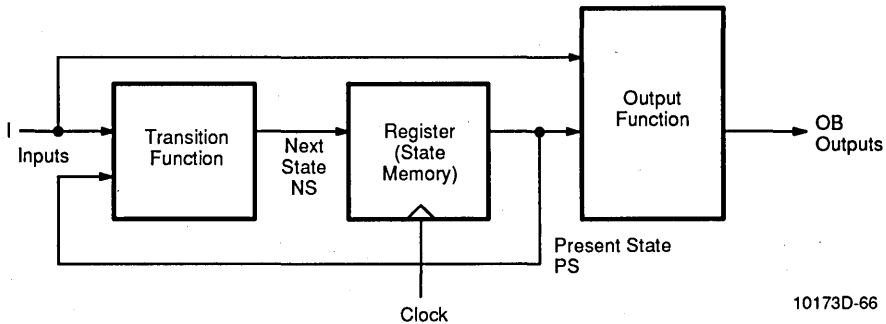 I
Inputs
Transition
Function
Next
State
NS
Register
(State
Memory)
Clock
Present State
PS
Output
Function
OB
Outputs
10173D-66